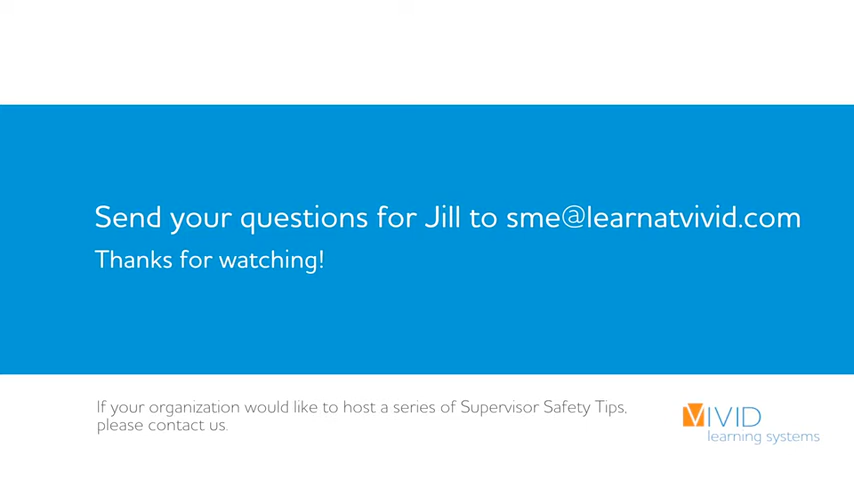 Send your questions for Jill to sme@learnatvivid.com
Thanks for watching!
If your organization would like to host a series of Supervisor Safety Tips,
please contact us.
VIVID
learning systems